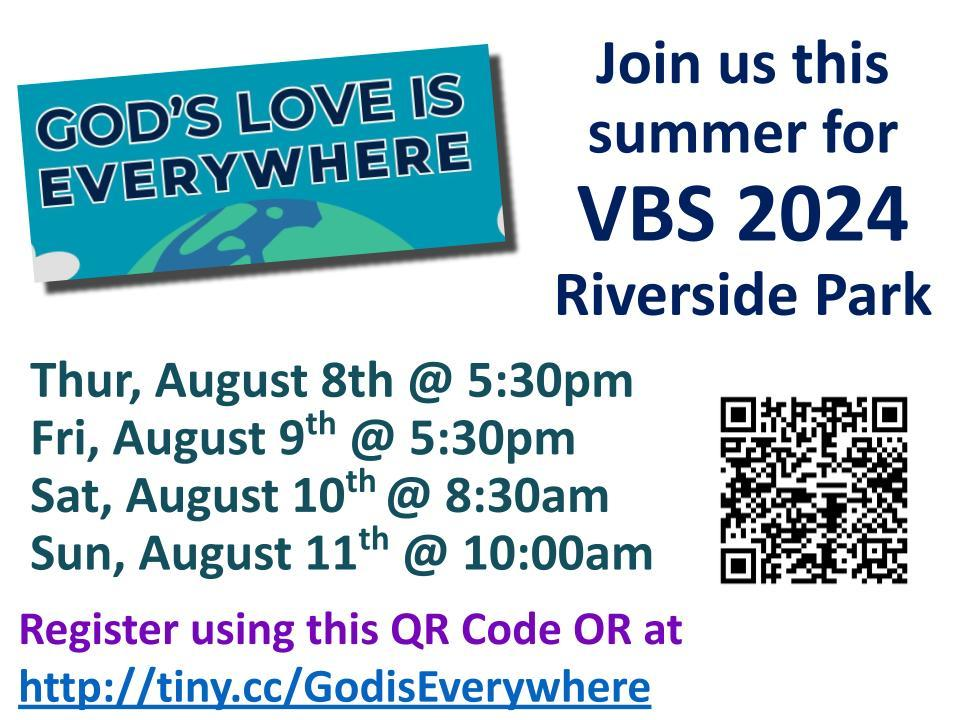 GOD'S LOVE IS
EVERYWHERE
Join us this
summer for
VBS 2024
Riverside Park
Thur, August 8th @ 5:30pm
Fri, August 9th @ 5:30pm
Sat, August 10th @ 8:30am
Sun, August 11th @ 10:00am
Register using this QR Code OR at
http://tiny.cc/GodisEverywhere